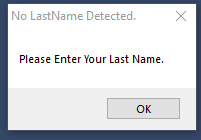 No LastName Detected.
Please Enter Your Last Name.
OK